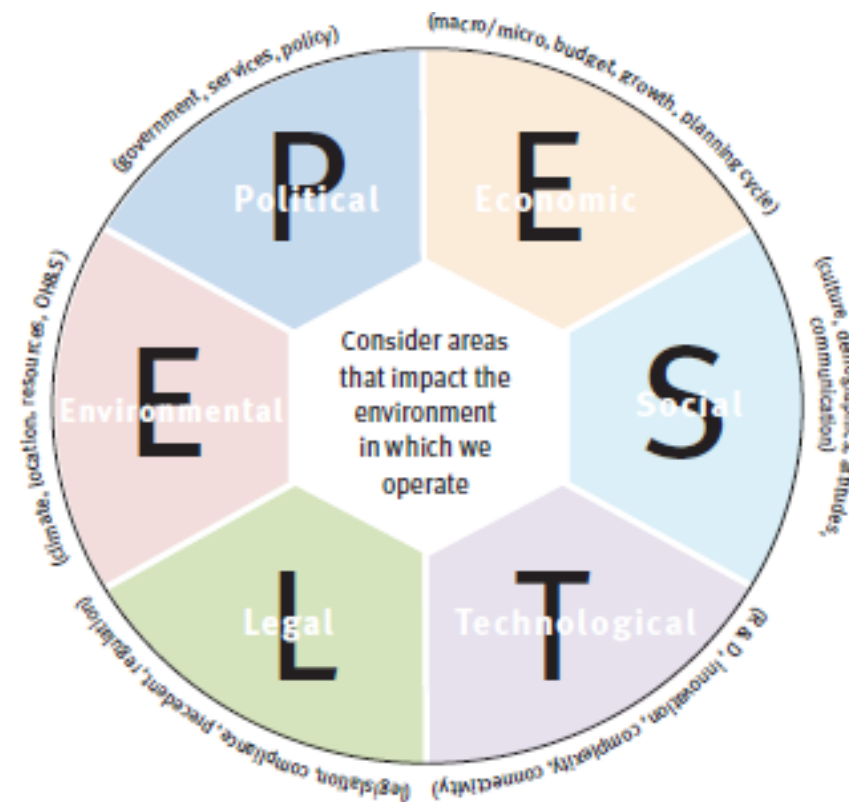 (government, services, policy)
P
Political
(macro/micro, budget, growth, planning cycle)
E
Economic
(culture, demographics, attitudes,
communication)
S
Social
(R & D, innovation, complexity, connectivity)
T
Technological
(legislation, compliance, precedent, regulation)
L
Legal
(climate, location, resources, OH&S)
E
Environmental
Consider areas
that impact the
environment
in which we
operate